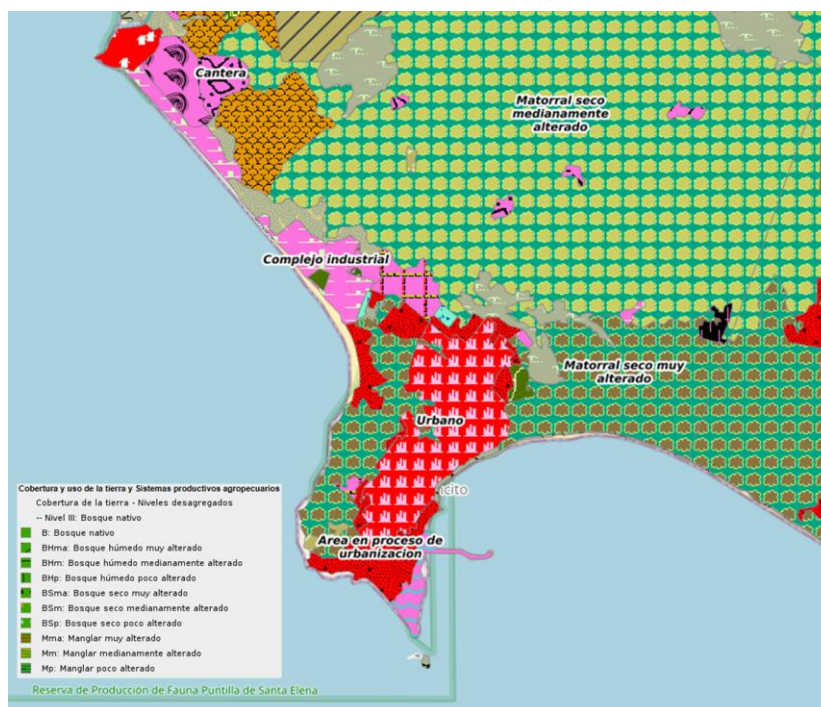 Cantera
Matorral seco
medianamente
alterado
Complejo industrial
Matorral seco muy
alterado
Urbano
Area en proceso de
urbanizacion
Cobertura y uso de la tierra y Sistemas productivos agropecuarios
Cobertura de la tierra - Niveles desagregados
-- Nivel III: Bosque nativo
B: Bosque nativo
BHma: Bosque húmedo muy alterado
BHm: Bosque húmedo medianamente alterado
BHp: Bosque húmedo poco alterado
BSma: Bosque seco muy alterado
BSm: Bosque seco medianamente alterado
BSp: Bosque seco poco alterado
Mma: Manglar muy alterado
Mm: Manglar medianamente alterado
Mp: Manglar poco alterado
Reserva de Producción de Fauna Puntilla de Santa Elena